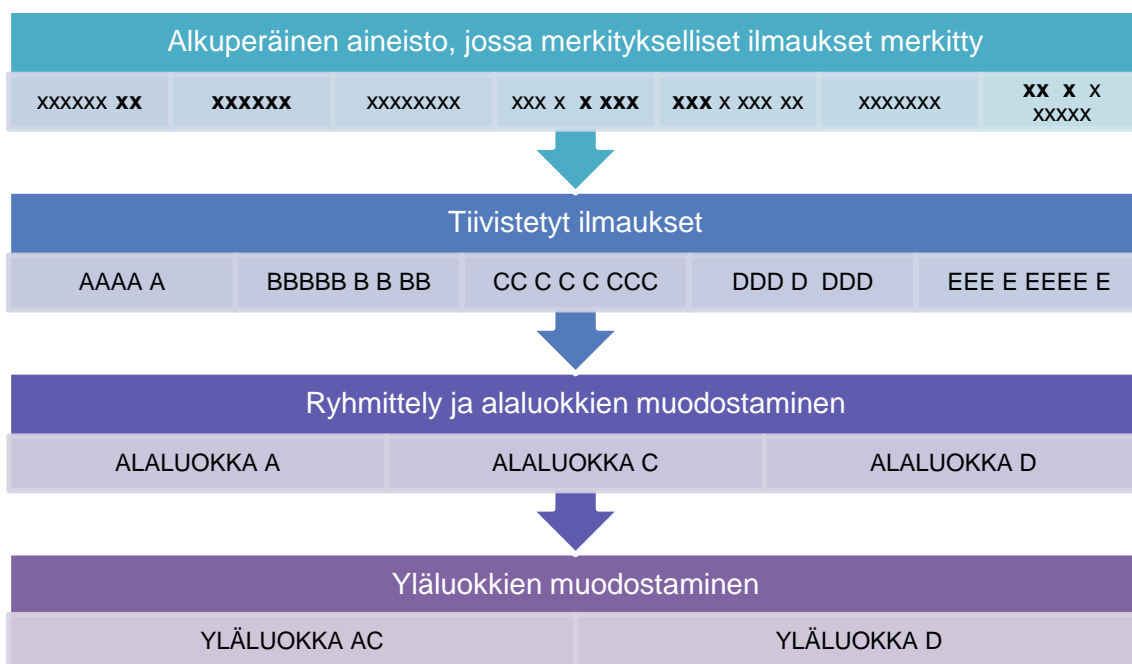 Alkuperäinen aineisto, jossa merkitykselliset ilmaukset merkitty
xxxxxx xx xxxxxx xxxxxxxx xxx x x xxx xxx x xxx xx xxxxxxx xx x x
xxxxx
Tiivistetyt ilmaukset
AAAA A BBBBB B B BB CC C C C CCC DDD D DDD EEE E EEEE E
Ryhmittely ja alaluokkien muodostaminen
ALALUOKKA A ALALUOKKA C ALALUOKKA D
Yläluokkien muodostaminen
YLÄLUOKKA AC YLÄLUOKKA D